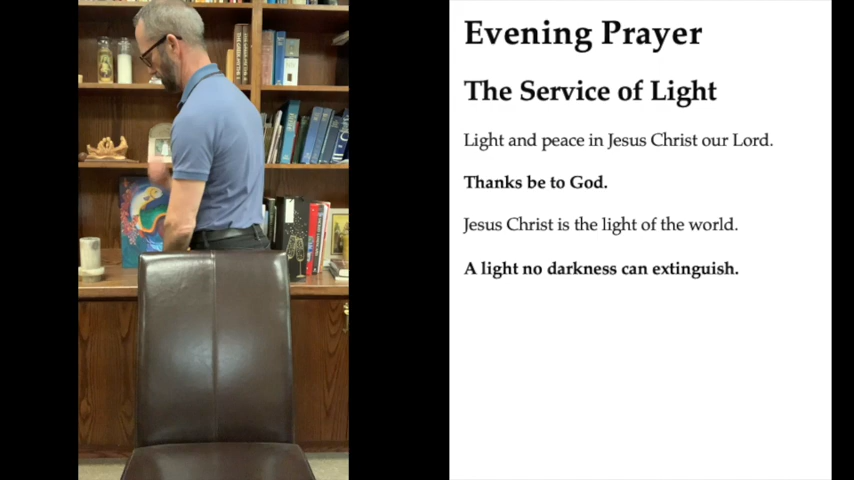 Evening Prayer
The Service of Light
Light and peace in Jesus Christ our Lord.
Thanks be to God.
Jesus Christ is the light of the world.
A light no darkness can extinguish.